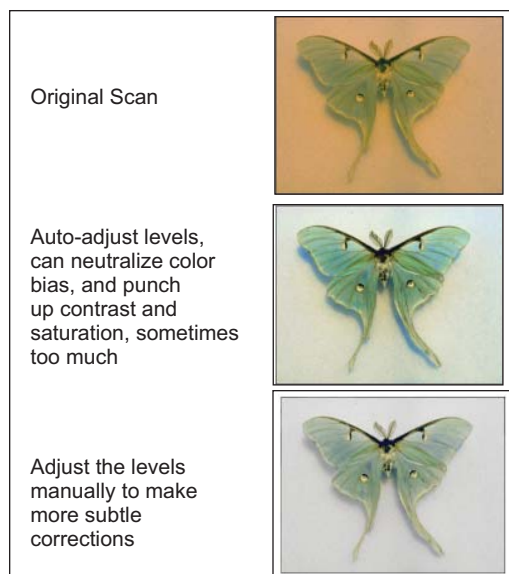 Original Scan
Auto-adjust levels,
can neutralize color
bias, and punch
up contrast and
saturation, sometimes
too much
Adjust the levels
manually to make
more subtle
corrections